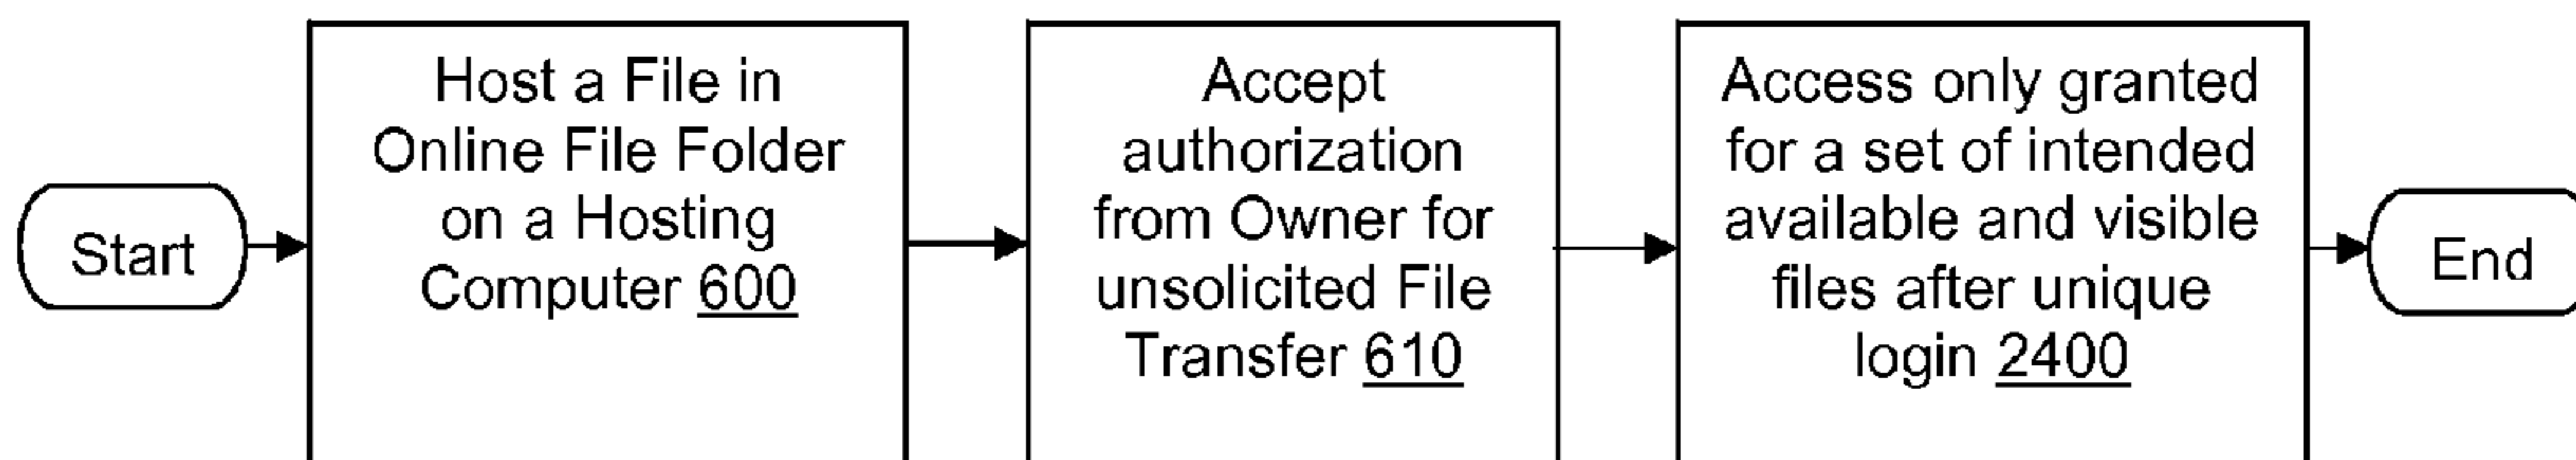 Start
Host a File in
Online File Folder
on a Hosting
Computer 600
Accept
authorization
from Owner for
unsolicited File
Transfer 610
Access only granted
for a set of intended
available and visible
files after unique
login 2400
End